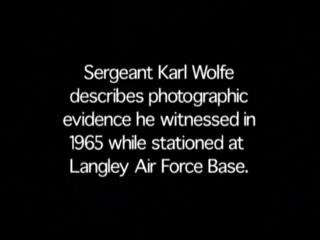 Sergeant Karl Wolfe
describes photographic
evidence he witnessed in
1965 while stationed at
Langley Air Force Base.